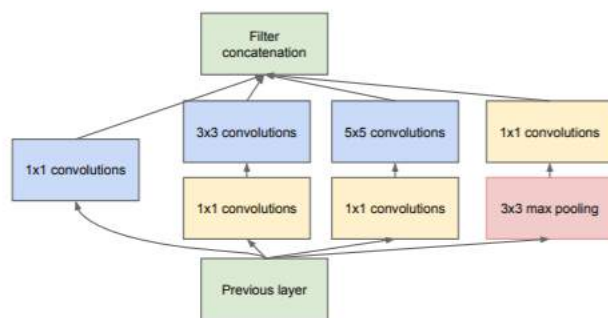 Filter
concatenation
3x3 convolutions
5x5 convolutions
1x1 convolutions
1x1 convolutions
1x1 convolutions
1x1 convolutions
3x3 max pooling
Previous layer